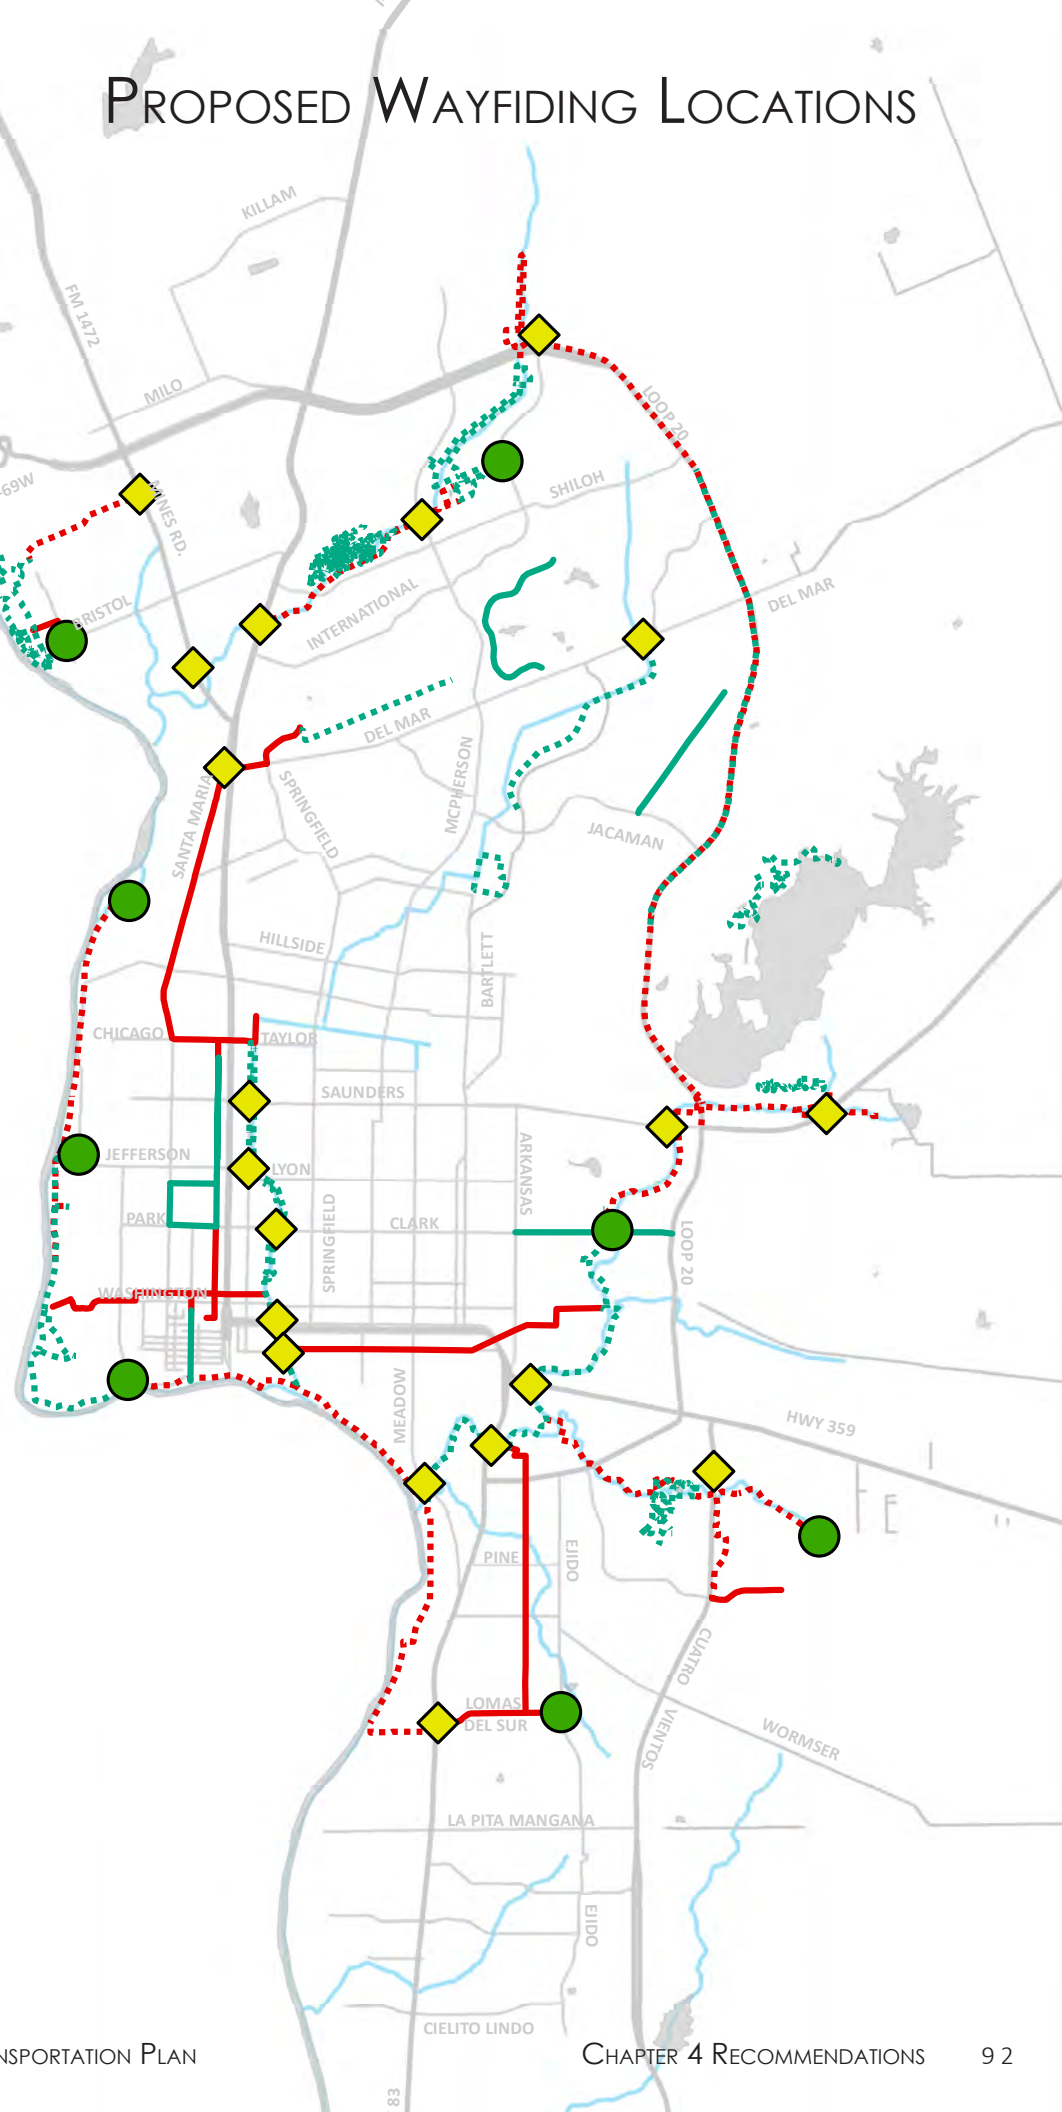 Proposed Wayfiding Locations
KILLAM
FM 1472
MILO
LOOP 20
-69W
MINES RD.
SHILOH
BRISTOL
INTERNATIONAL
DEL MAR
DEL MAR
SANTA MARIA
SPRINGFIELD
MCPHERSON
JACAMAN
HILLSIDE
BARTLETT
CHICAGO
TAYLOR
SAUNDERS
JEFFERSON
LYON
ARKANSAS
PARK
SPRINGFIELD
CLARK
LOOP 20
WASHINGTON
MEADOW
HWY 359
PINE
EJIDO
CUATRO
VIENTOS
LOMAS
DEL SUR
WORMSER
LA PITA MANGANA
EJIDO
CIELITO LINDO
83
nsportation Plan
Chapter 4 Recommendations 92